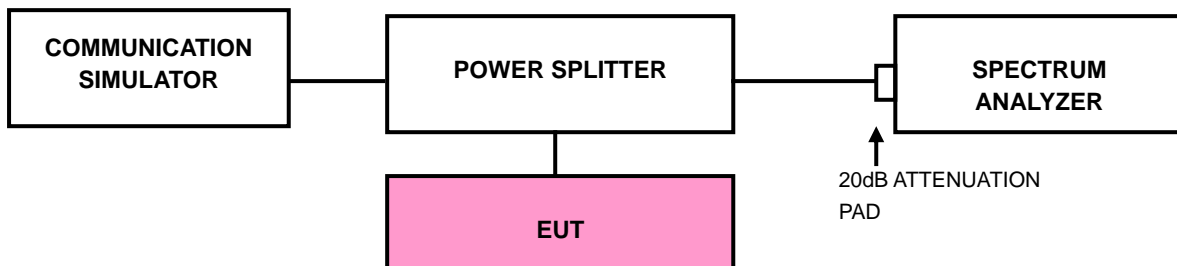 COMMUNICATION
SIMULATOR
POWER SPLITTER
SPECTRUM
ANALYZER
20dB ATTENUATION
PAD
EUT